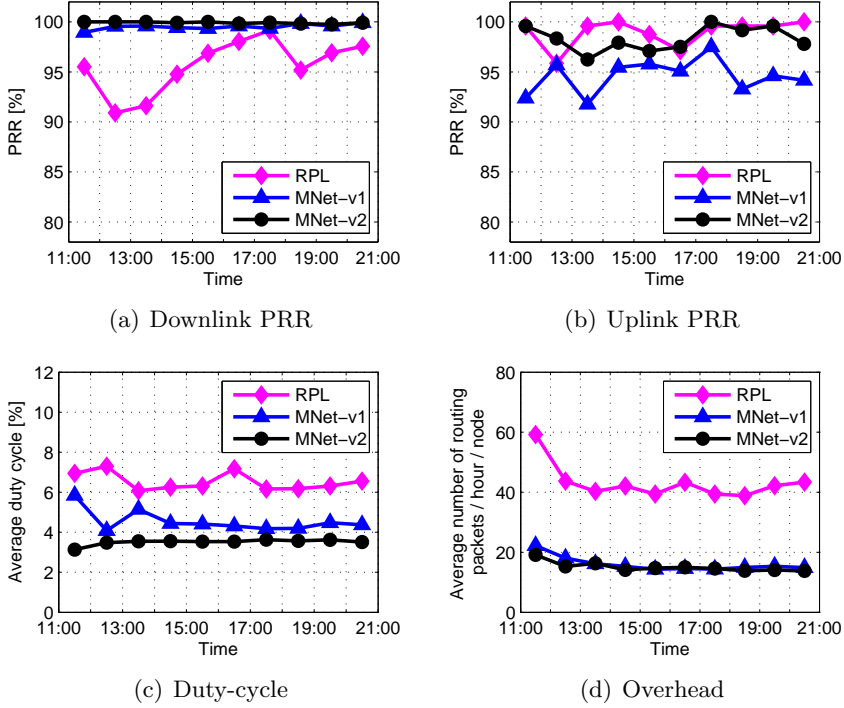 100
95
90
85
80
PRR [%]
RPL
MNet-v1
MNet-v2
11:00 13:00 15:00 17:00 19:00 21:00
Time
(a) Downlink PRR
100
95
90
85
80
PRR [%]
RPL
MNet-v1
MNet-v2
11:00 13:00 15:00 17:00 19:00 21:00
Time
(b) Uplink PRR
12
10
8
6
4
2
0
Average duty cycle [%]
RPL
MNet-v1
MNet-v2
11:00 13:00 15:00 17:00 19:00 21:00
Time
(c) Duty-cycle
80
60
40
20
0
Average number of routing
packets / hour / node
RPL
MNet-v1
MNet-v2
11:00 13:00 15:00 17:00 19:00 21:00
Time
(d) Overhead